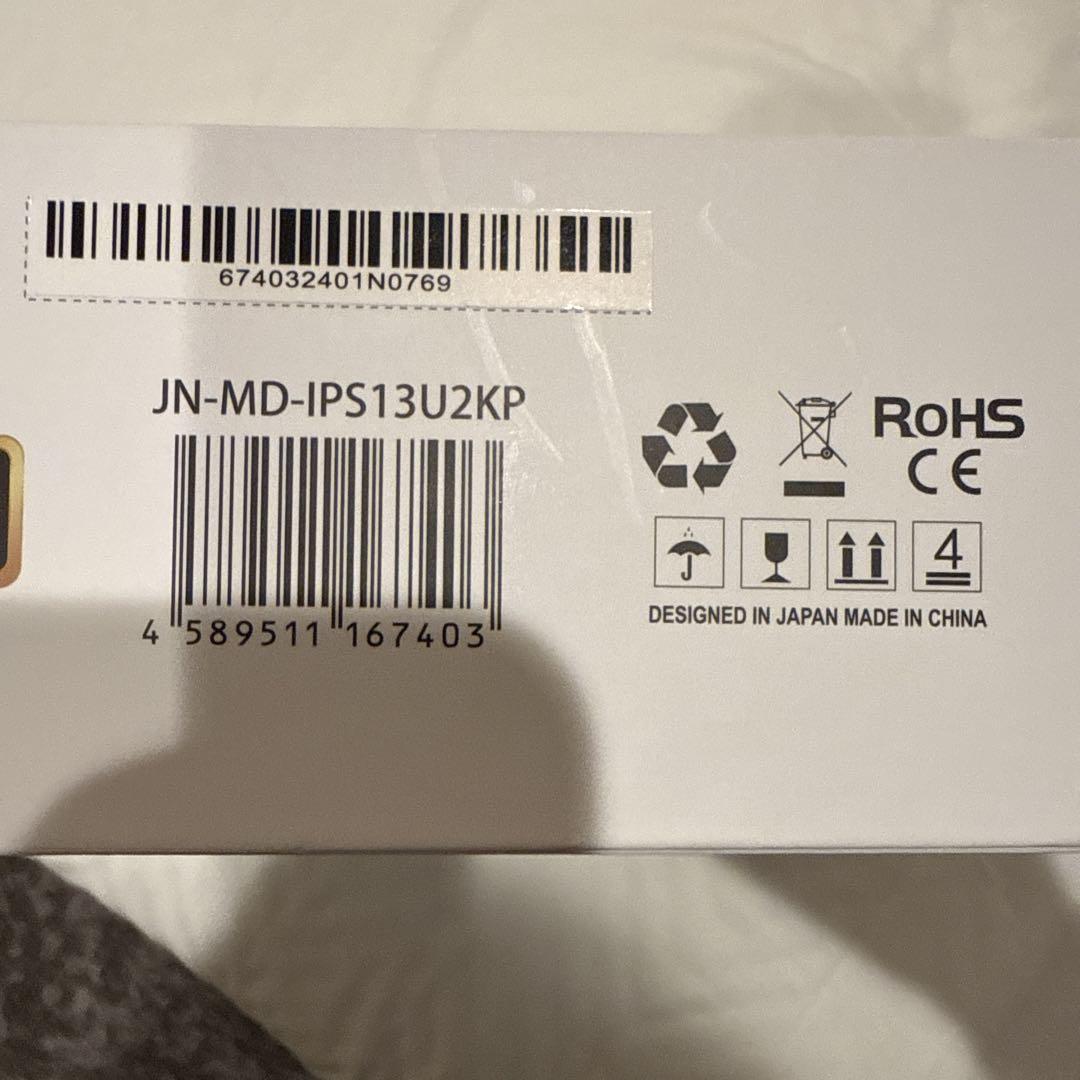 674032401N0769
JN-MD-IPS13U2KP
4 589511 167403
RoHS
CE
4
DESIGNED IN JAPAN MADE IN CHINA